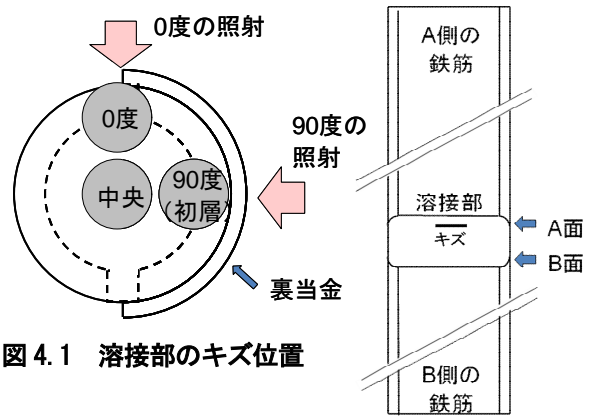 0度の照射
0度
中央
90度
(初層)
90度の
照射
裏当金
図 4.1 溶接部のキズ位置
A側の
鉄筋
溶接部
キズ
A面
B面
B側の
鉄筋